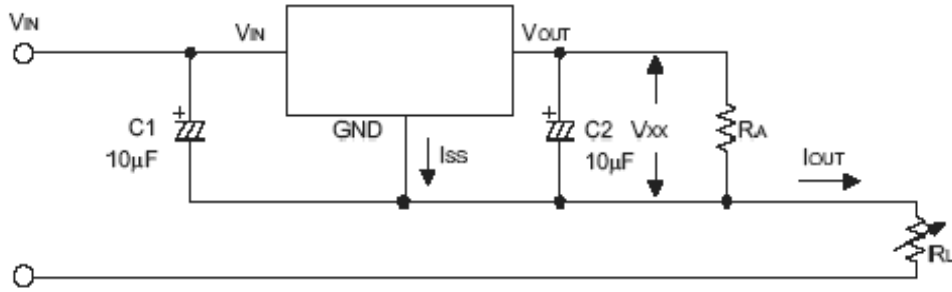 VIN
VIN
VOUT
C1
10μF
GND
ISS
C2
10μF
VXX
RA
IOUT
RL